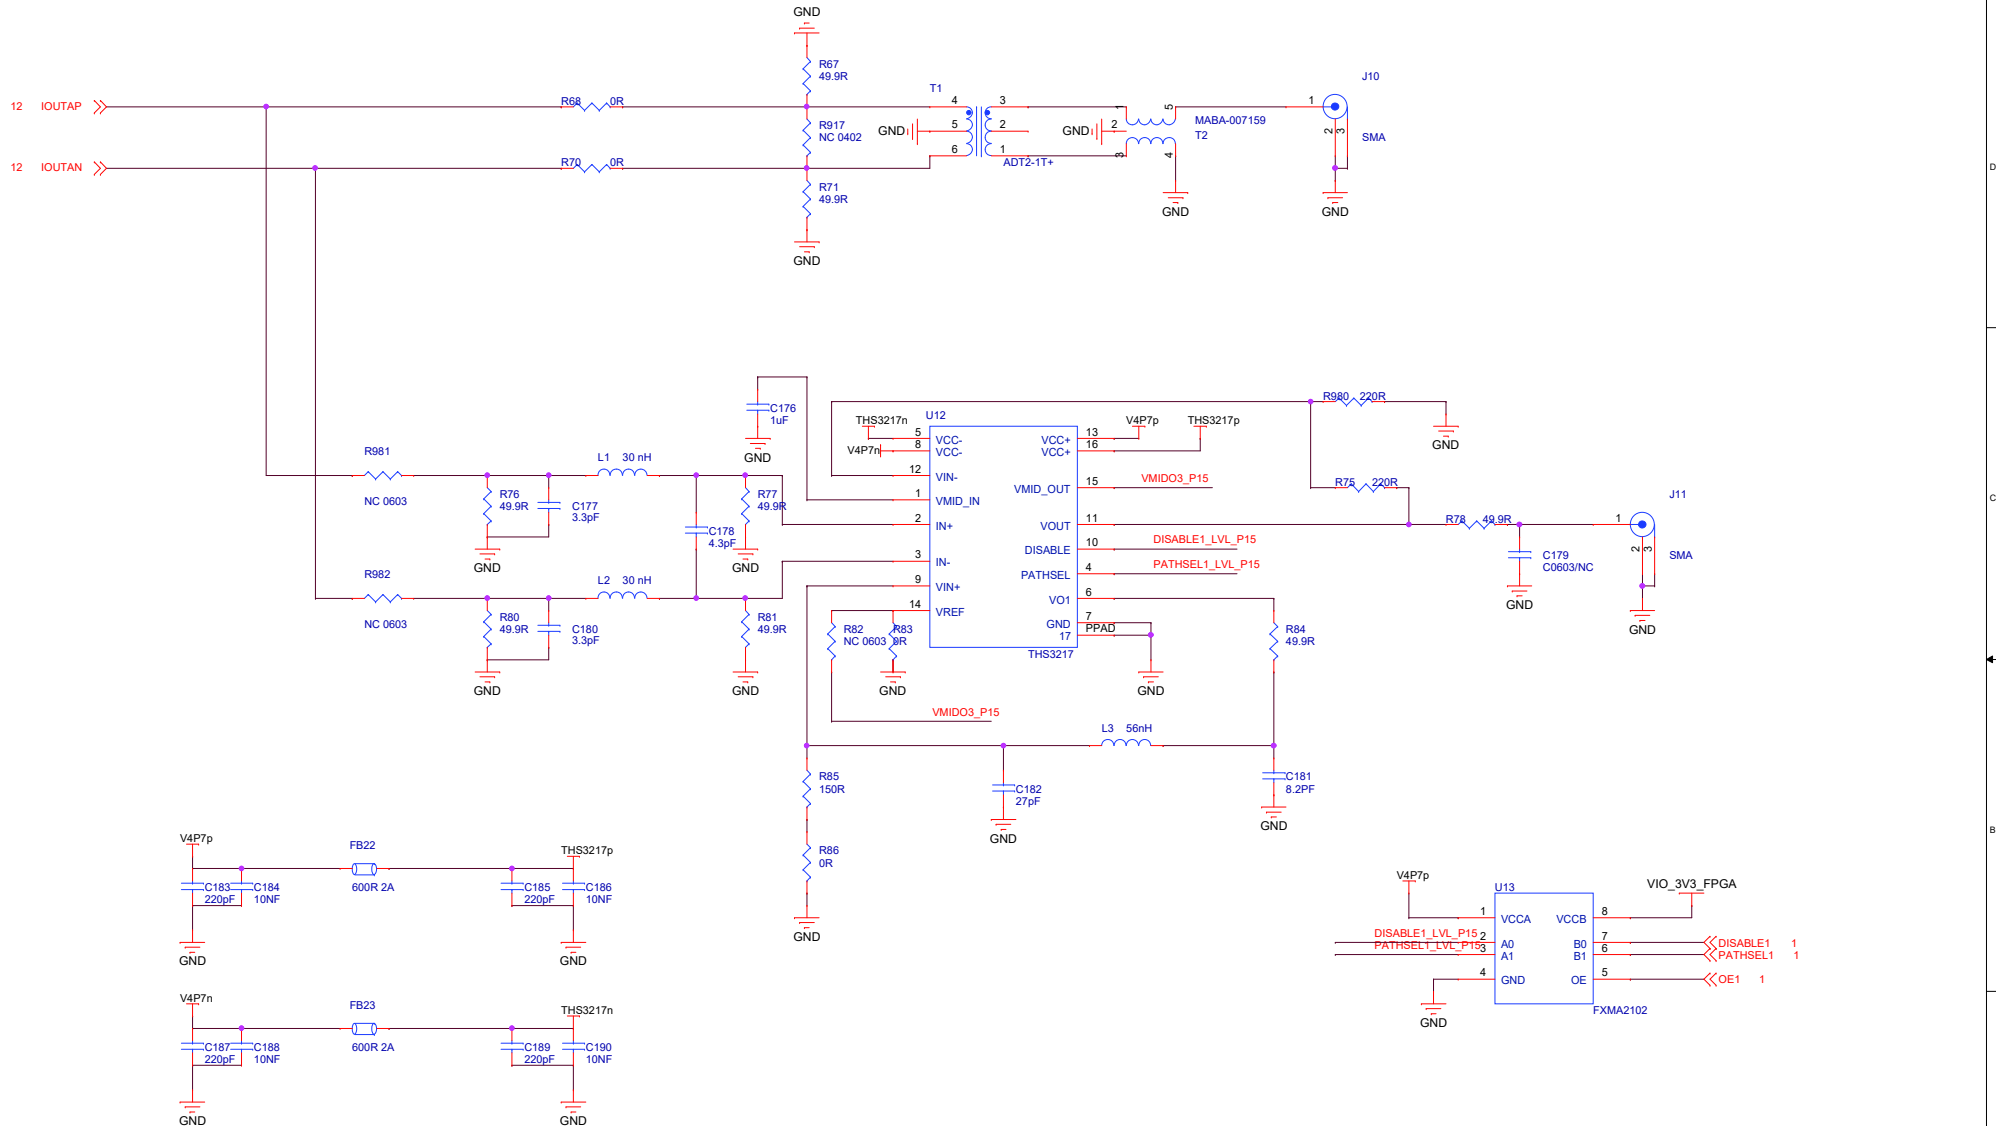 GND
R67
49.9R
J10
T1
12 IOUTAP
R68 0R
4
3
1
5
1
R917
NC 0402
GND
5
2
GND
2
MABA-007159
T2
2
3
SMA
6
1
3
4
ADT2-1T+
12 IOUTAN
R70 0R
D
R71
49.9R
GND
GND
GND
C176
1uF
GND
THS3217n
V4P7n
U12
V4P7p
THS3217p
R980 220R
GND
5 VCC-
8 VCC-
12 VIN-
1 VMID_IN
2 IN+
3 IN-
9 VIN+
14 VREF
VCC+ 13
VCC+ 16
VMID_OUT 15
VOUT 11
DISABLE 10
PATHSEL 4
VO1 6
GND 7
PPAD
17
THS3217
VMIDO3_P15
DISABLE1_LVL_P15
PATHSEL1_LVL_P15
R75 220R
R78 49.9R
J11
1
2
3
SMA
C179
C0603/NC
GND
GND
C
R981
NC 0603
L1 30 nH
R76
49.9R
C177
3.3pF
R77
49.9R
C178
4.3pF
GND
GND
R982
NC 0603
L2 30 nH
R80
49.9R
C180
3.3pF
R81
49.9R
GND
GND
R82
NC 0603
R83
0R
GND
GND
R84
49.9R
VMIDO3_P15
L3 56nH
R85
150R
C182
27pF
C181
8.2PF
GND
GND
R86
0R
GND
B
V4P7p
FB22
THS3217p
600R 2A
C183
220pF
C184
10NF
C185
220pF
C186
10NF
GND
GND
V4P7n
FB23
THS3217n
600R 2A
C187
220pF
C188
10NF
C189
220pF
C190
10NF
GND
GND
V4P7p
U13
VIO_3V3_FPGA
1 VCCA
VCCB 8
DISABLE1_LVL_P15
2 A0
B0 7
DISABLE1 1
PATHSEL1_LVL_P15
3 A1
B1 6
PATHSEL1 1
4 GND
OE 5
OE1 1
GND
FXMA2102